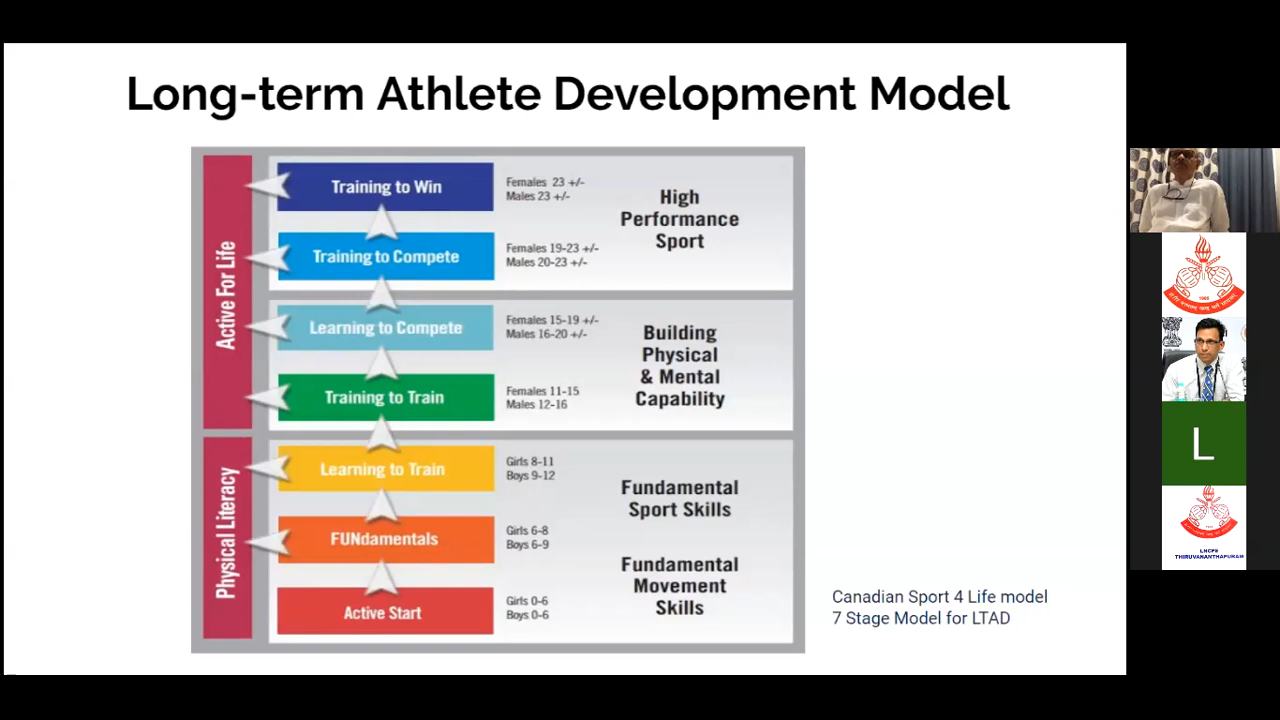 Long-term Athlete Development Model
Active For Life
Physical Literacy
Training to Win
Females 23 +/-
Males 23 +/-
High
Performance
Sport
Training to Compete
Females 19-23 +/-
Males 20-23 +/-
Learning to Compete
Females 15-19 +/-
Males 16-20 +/-
Building
Physical
& Mental
Capability
Training to Train
Females 11-15
Males 12-16
Learning to Train
Girls 8-11
Boys 9-12
Fundamental
Sport Skills
FUNdamentals
Girls 6-8
Boys 6-9
Fundamental
Movement
Skills
Active Start
Girls 0-6
Boys 0-6
Canadian Sport 4 Life model
7 Stage Model for LTAD
1985
L
LNCPE
THIRUVANANTHAPURAM